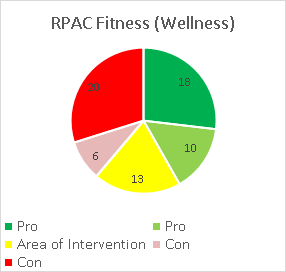 RPAC Fitness (Wellness)
20
18
6
10
13
Pro
Pro
Area of Intervention
Con
Con